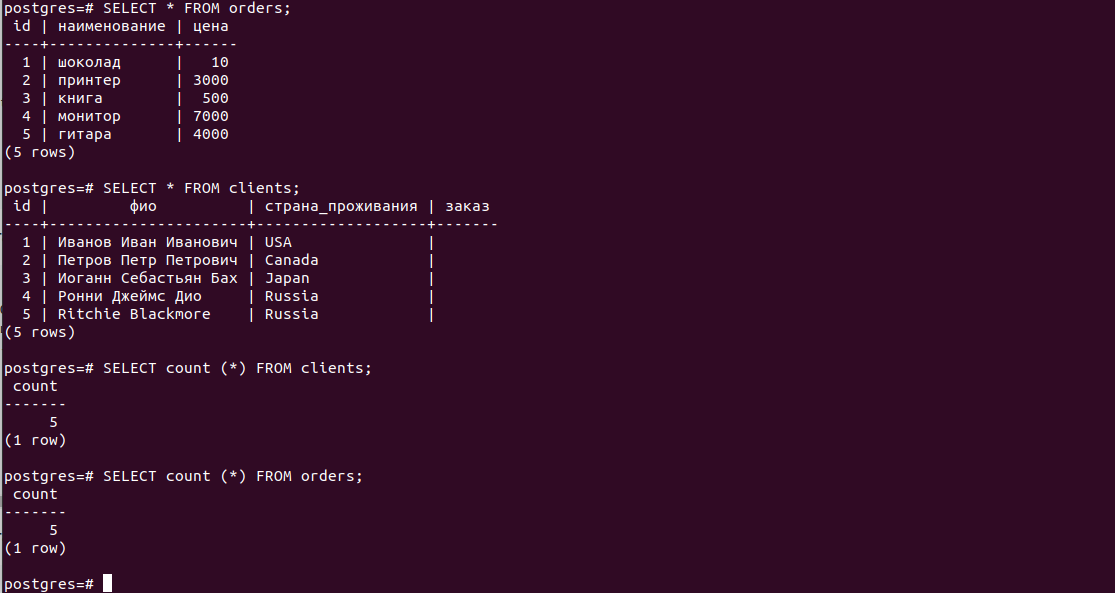 postgres=# SELECT * FROM orders;
 id | наименование | цена
----+--------------+------
  1 | шоколад      |   10
  2 | принтер      | 3000
  3 | книга        |  500
  4 | монитор      | 7000
  5 | гитара       | 4000
(5 rows)

postgres=# SELECT * FROM clients;
 id |         фио          | страна_проживания | заказ
----+----------------------+-------------------+-------
  1 | Иванов Иван Иванович | USA               |
  2 | Петров Петр Петрович | Canada            |
  3 | Иоганн Себастьян Бах | Japan             |
  4 | Ронни Джеймс Дио     | Russia            |
  5 | Ritchie Blackmore    | Russia            |
(5 rows)

postgres=# SELECT count (*) FROM clients;
 count
-------
     5
(1 row)

postgres=# SELECT count (*) FROM orders;
 count
-------
     5
(1 row)

postgres=#